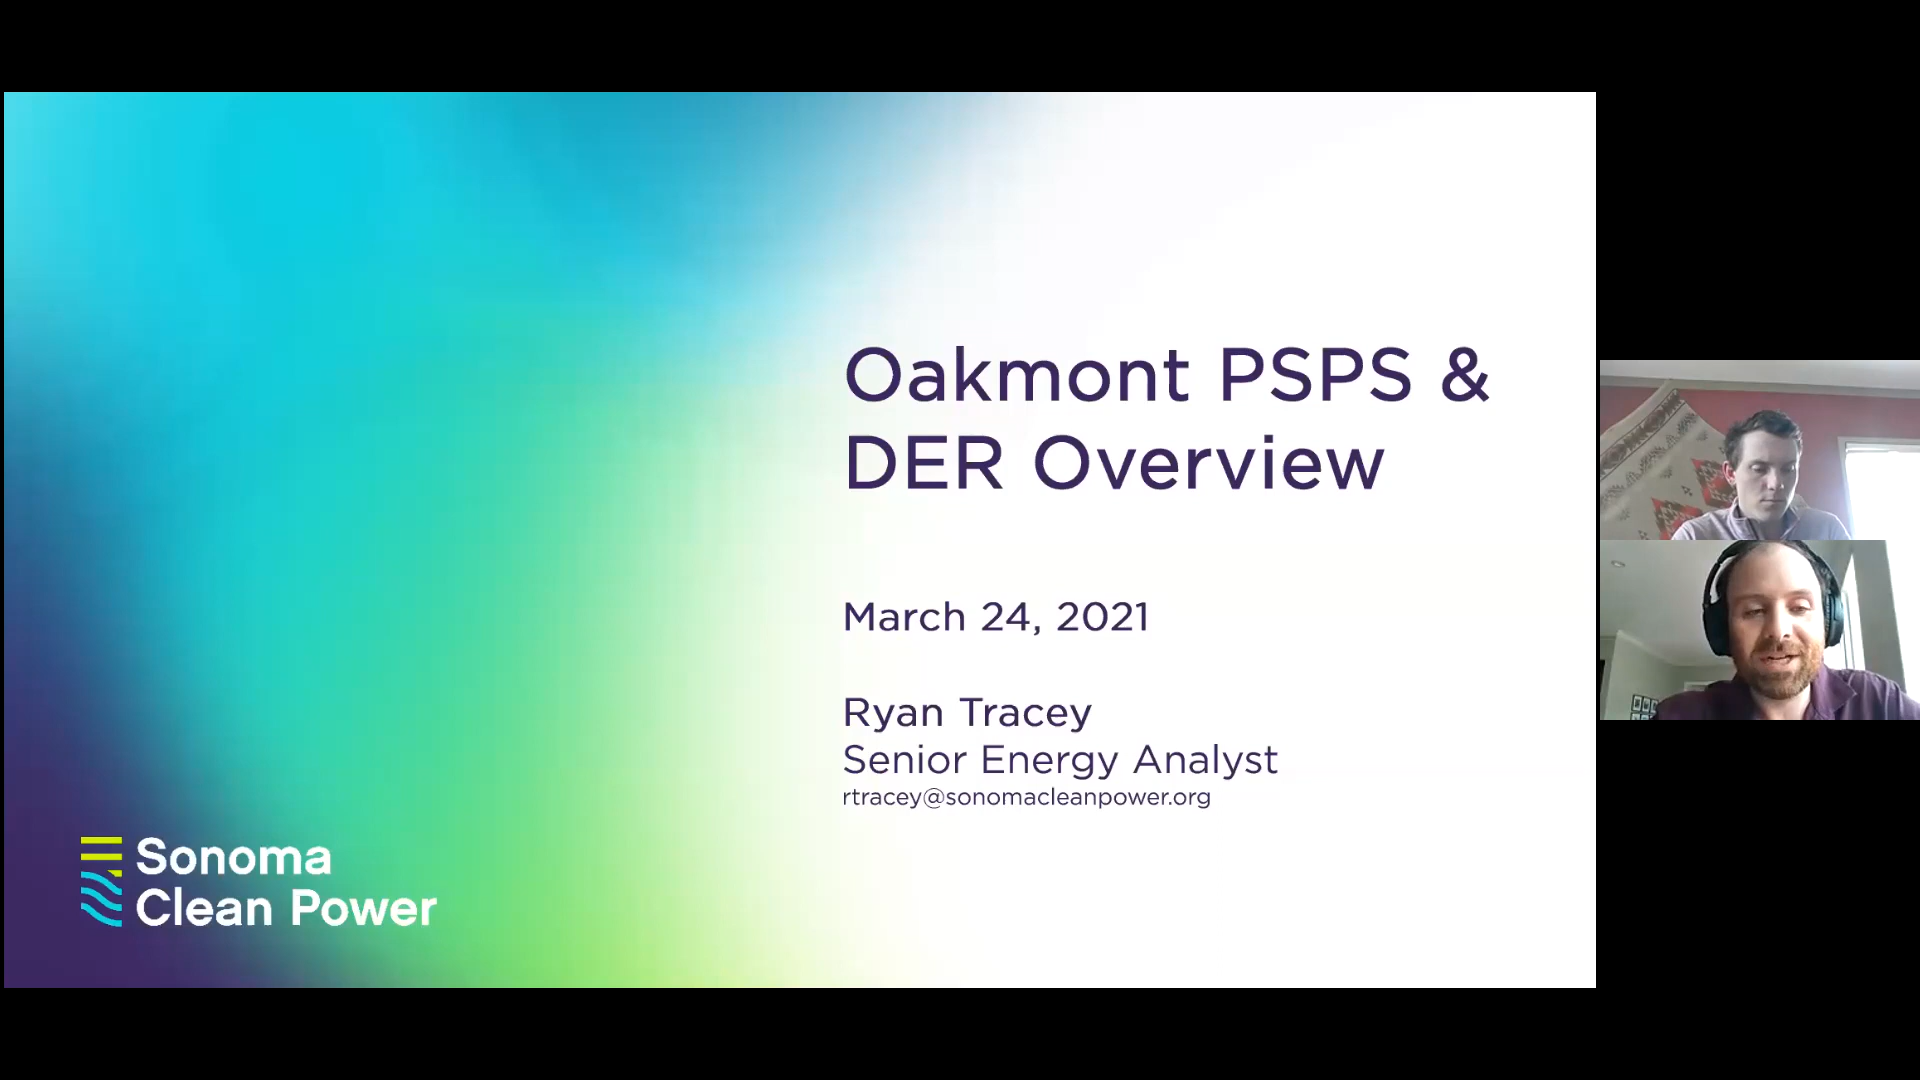 Oakmont PSPS &
DER Overview
March 24, 2021
Ryan Tracey
Senior Energy Analyst
rtracey@sonomacleanpower.org
Sonoma
Clean Power